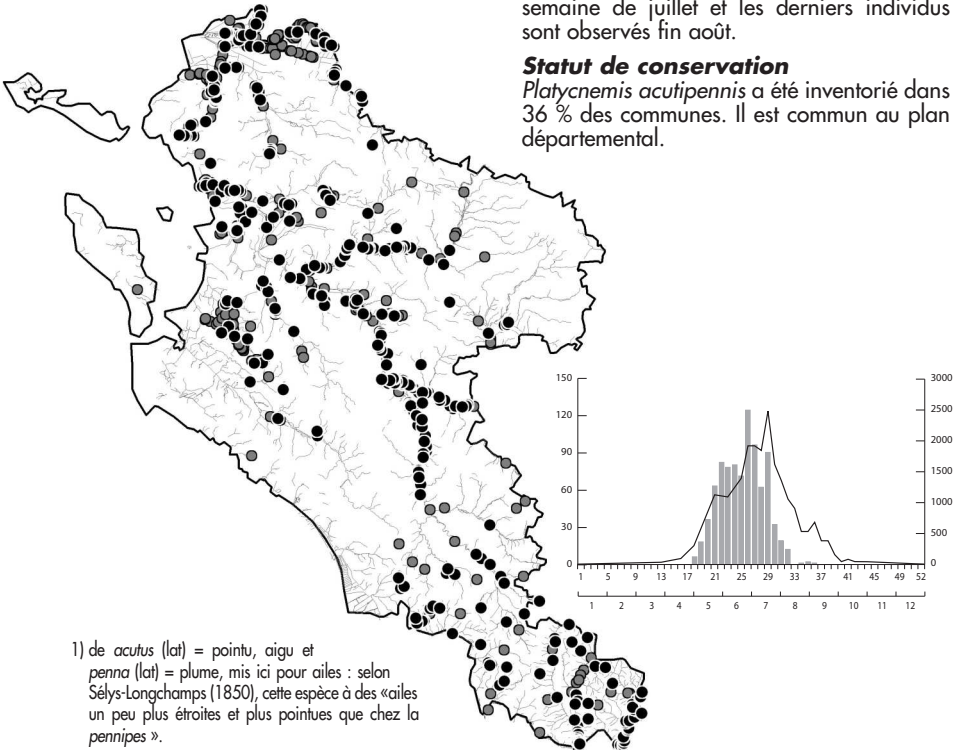 semaine de juillet et les derniers individus
sont observés fin août.
Statut de conservation
Platycnemis acutipennis a été inventorié dans
36 % des communes. Il est commun au plan
départemental.
150
120
90
60
30
0
3000
2500
2000
1500
1000
500
0
1 5 9 13 17 21 25 29 33 37 41 45 49 52
1 2 3 4 5 6 7 8 9 10 11 12
1) de acutus (lat) = pointu, aigu et
penna (lat) = plume, mis ici pour ailes : selon
Sélys-Longchamps (1850), cette espèce à des «ailes
un peu plus étroites et plus pointues que chez la
pennipes ».